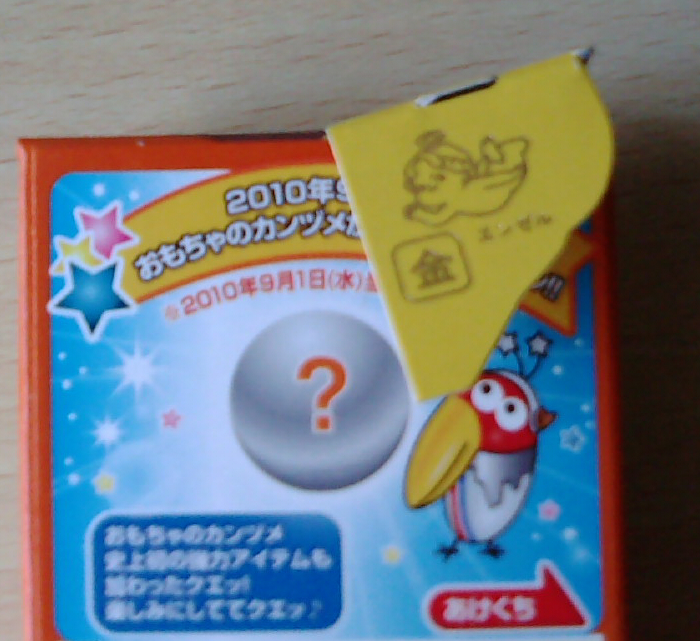 2010年9
おもちゃのカンヅメが
※2010年9月1日(水)
!!!
エンゼル
金
?
おもちゃのカンヅメ
史上初の強力アイテムも
加わったクエッ!
楽しみにしててクエッ♪
あけくち